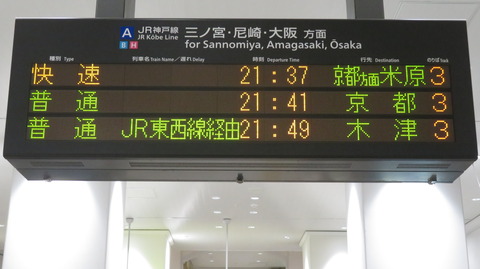 A JR神戸線 三ノ宮・尼崎・大阪 方面
B H JR Kōbe Line for Sannomiya, Amagasaki, Ōsaka
種別 Type 列車名 Train Name／遅れ Delay 時刻 Departure Time 行先 Destination のりば Track
快速 21:37 京都方面米原 3
普通 21:41 京都 3
普通 JR東西線経由 21:49 木津 3